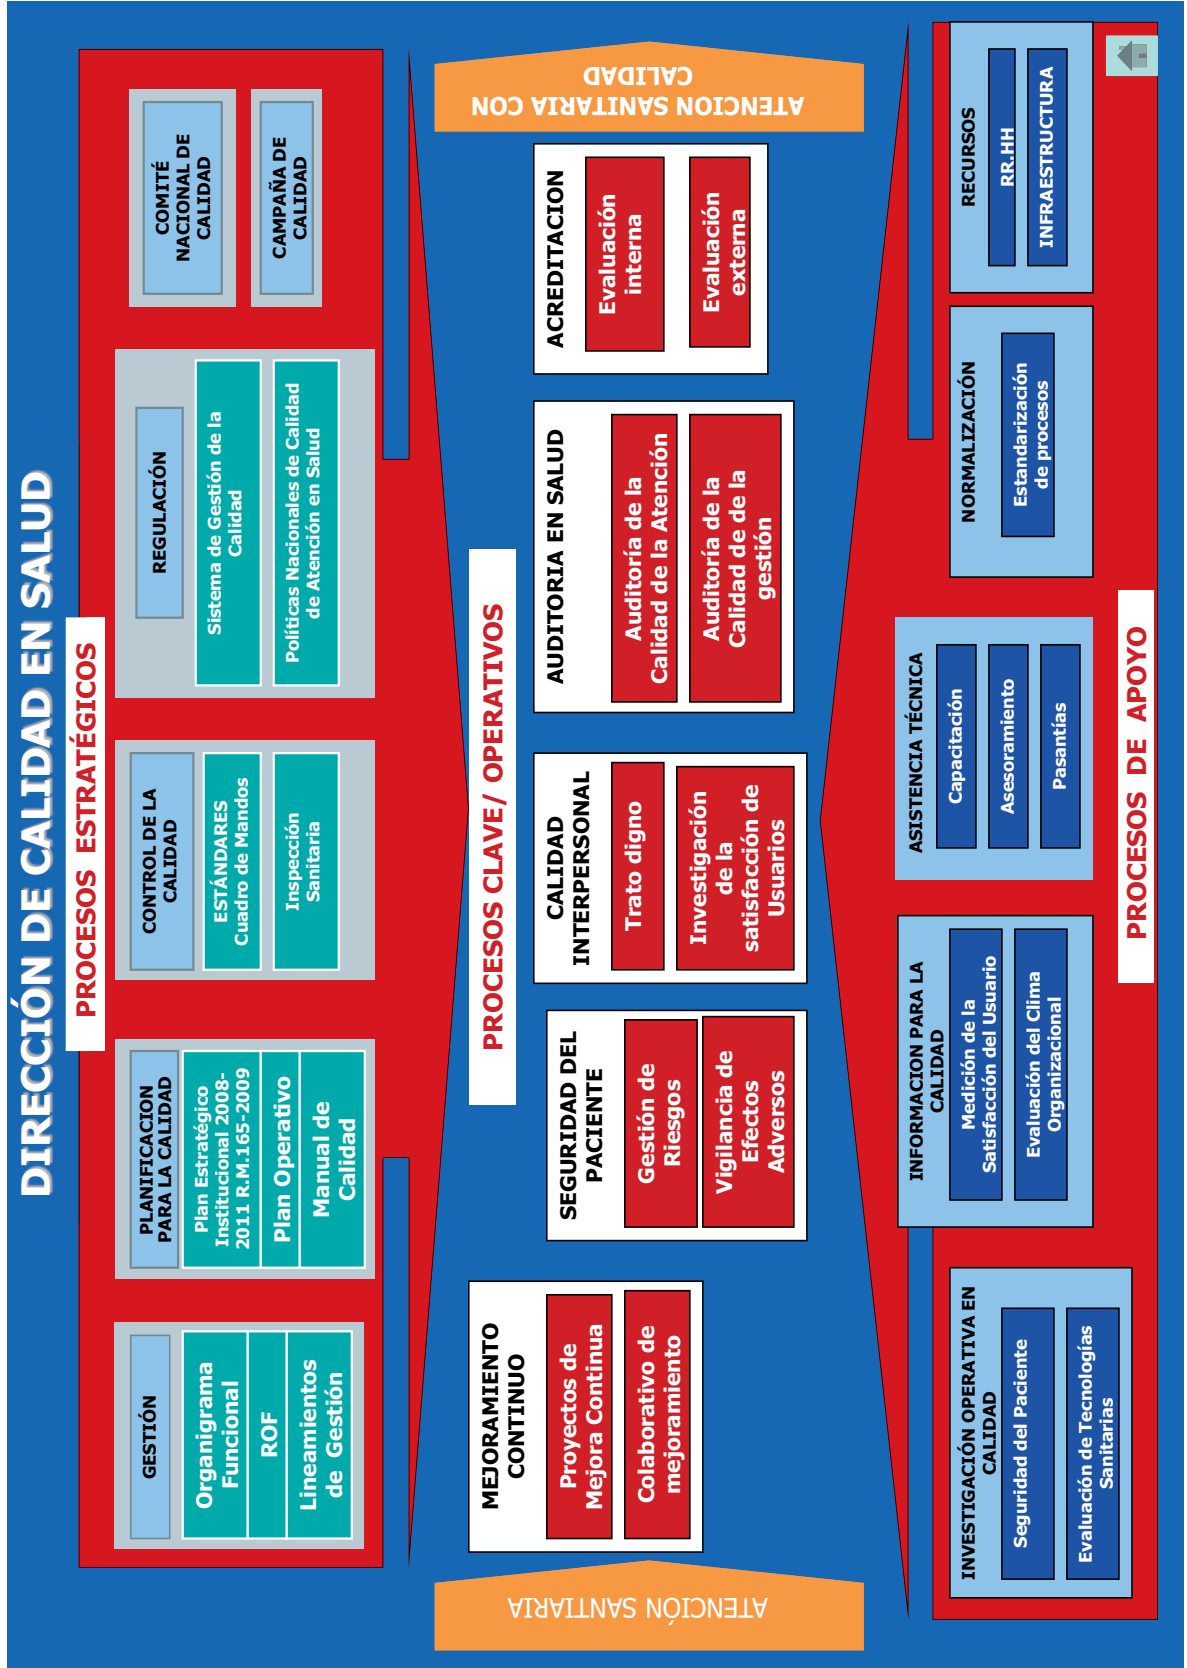 DIRECCIÓN DE CALIDAD EN SALUD
PROCESOS ESTRATÉGICOS
GESTIÓN
Organigrama
Funcional
ROF
Lineamientos
de Gestión
PLANIFICACION
PARA LA CALIDAD
Plan Estratégico
Institucional 2008-
2011 R.M.165-2009
Plan Operativo
Manual de
Calidad
CONTROL DE LA
CALIDAD
ESTÁNDARES
Cuadro de Mandos
Inspección
Sanitaria
REGULACIÓN
Sistema de Gestión de la
Calidad
Políticas Nacionales de Calidad
de Atención en Salud
COMITÉ
NACIONAL DE
CALIDAD
CAMPAÑA DE
CALIDAD
PROCESOS CLAVE/ OPERATIVOS
ATENCIÓN SANTIARIA
MEJORAMIENTO
CONTINUO
Proyectos de
Mejora Continua
Colaborativo de
mejoramiento
SEGURIDAD DEL
PACIENTE
Gestión de
Riesgos
Vigilancia de
Efectos
Adversos
CALIDAD
INTERPERSONAL
Trato digno
Investigación
de la
satisfacción de
Usuarios
AUDITORIA EN SALUD
Auditoría de la
Calidad de la Atención
Auditoría de la
Calidad de de la
gestión
ACREDITACION
Evaluación
interna
Evaluación
externa
ATENCION SANITARIA CON
CALIDAD
INVESTIGACIÓN OPERATIVA EN
CALIDAD
Seguridad del Paciente
Evaluación de Tecnologías
Sanitarias
INFORMACION PARA LA
CALIDAD
Medición de la
Satisfacción del Usuario
Evaluación del Clima
Organizacional
ASISTENCIA TÉCNICA
Capacitación
Asesoramiento
Pasantías
NORMALIZACIÓN
Estandarización
de procesos
RECURSOS
RR.HH
INFRAESTRUCTURA
PROCESOS DE APOYO